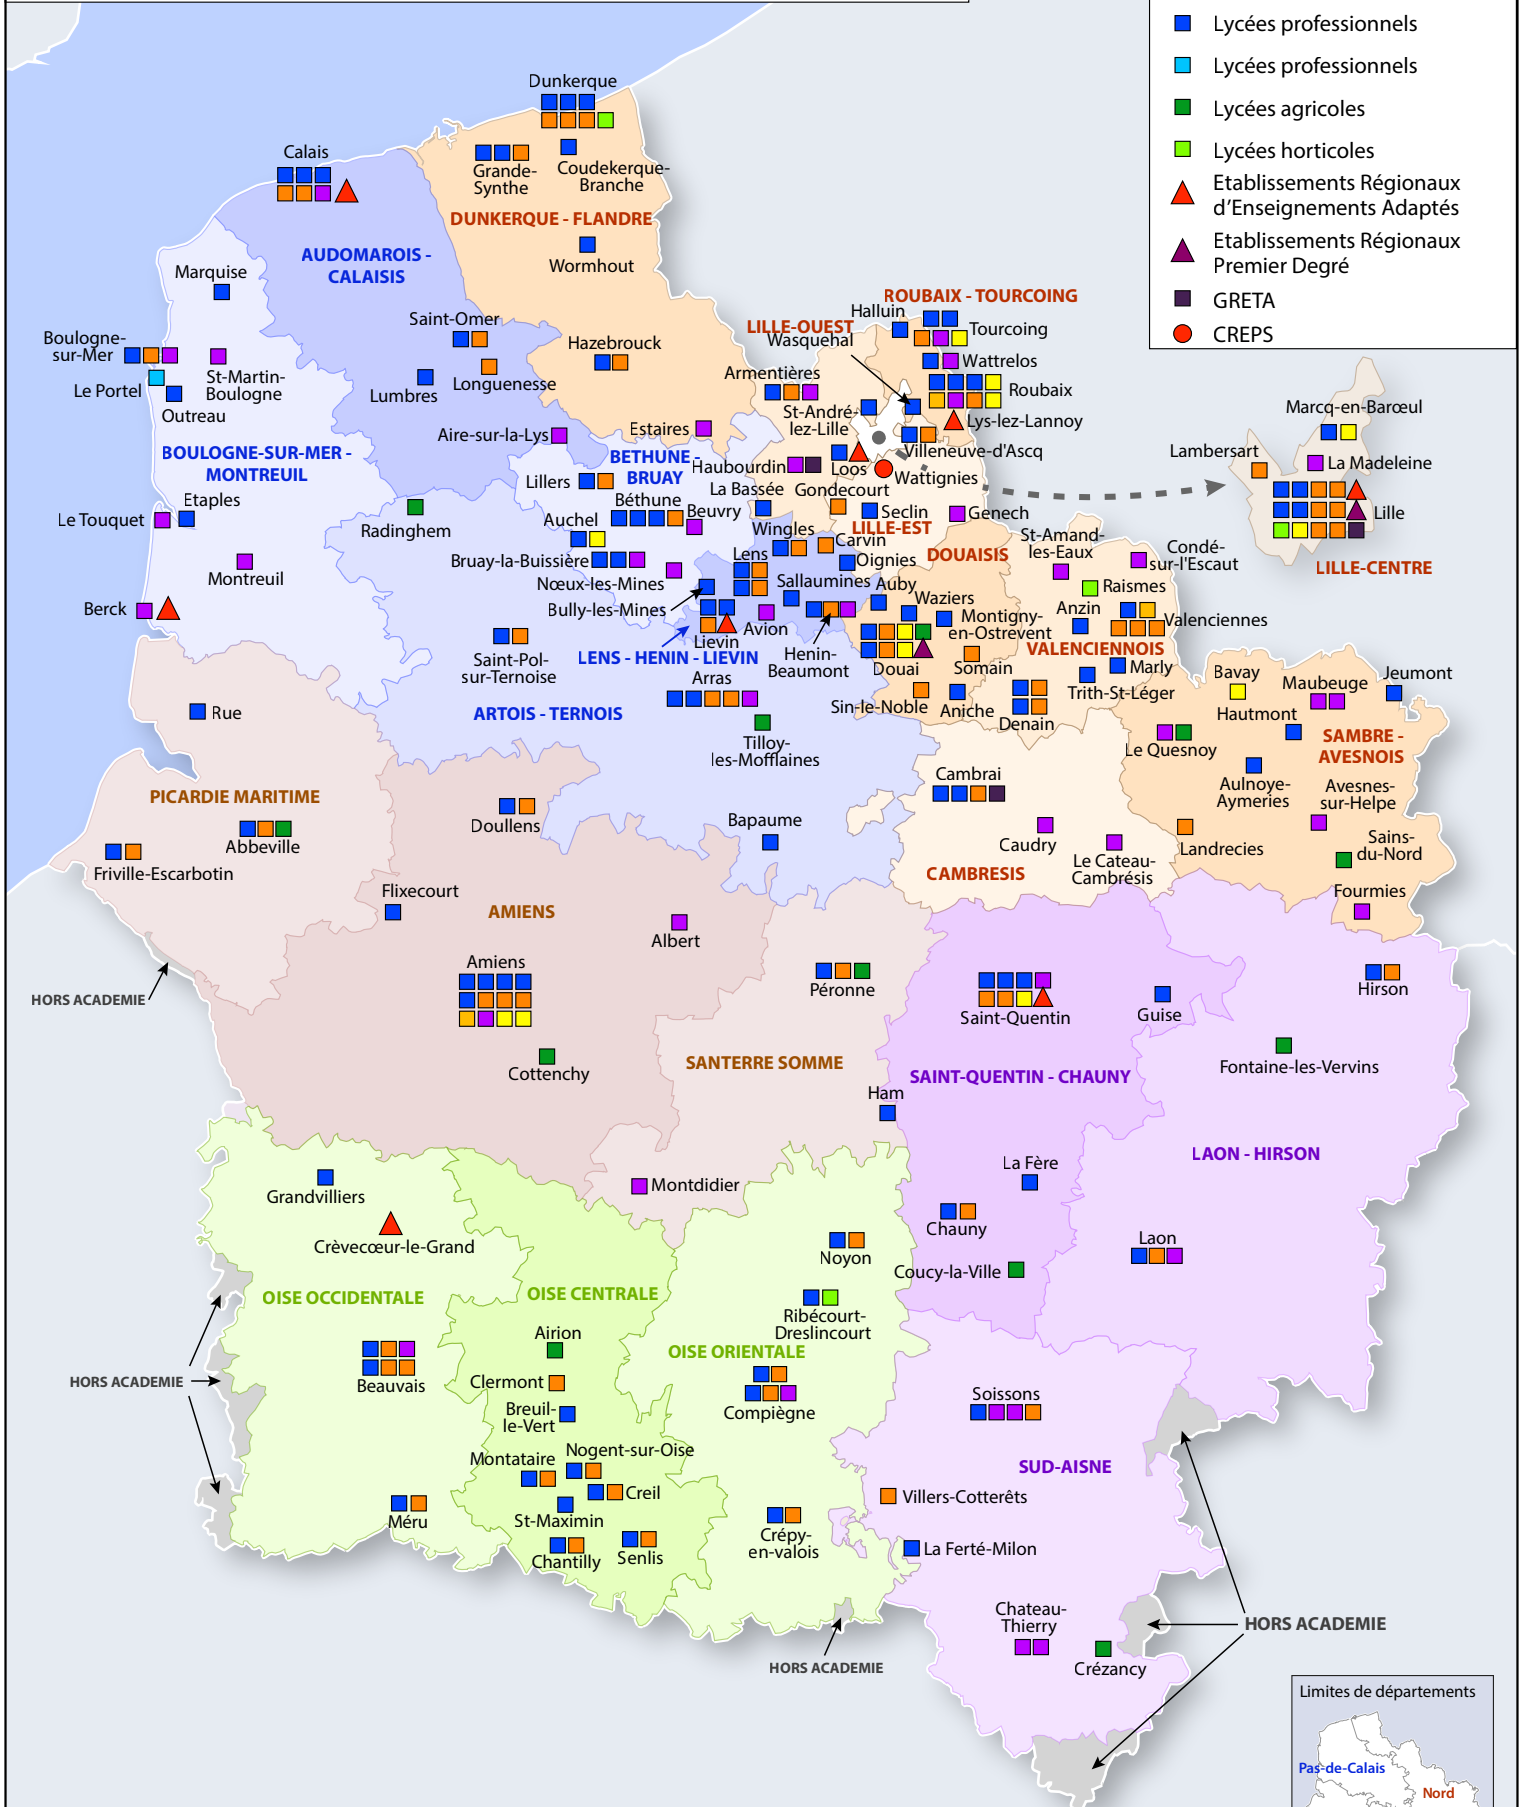 Lycées professionnels
Lycées professionnels
Lycées agricoles
Lycées horticoles
Etablissements Régionaux
d'Enseignements Adaptés
Etablissements Régionaux
Premier Degré
GRETA
CREPS
Dunkerque
Calais
Grande-
Synthe
Coudekerque-
Branche
DUNKERQUE - FLANDRE
AUDOMAROIS -
CALAISIS
Wormhout
Marquise
Saint-Omer
Longuenesse
Lumbres
Hazebrouck
Boulogne-
sur-Mer
Le Portel
St-Martin-
Boulogne
Outreau
BOULOGNE-SUR-MER -
MONTREUIL
Aire-sur-la-Lys
Estaires
ROUBAIX - TOURCOING
LILLE-OUEST
Halluin
Wasquehal
Tourcoing
Wattrelos
Roubaix
Lys-lez-Lannoy
Armentières
St-André-
lez-Lille
Villeneuve-d'Ascq
Haubourdin
Loos
Wattignies
La Bassée
Gondecourt
Seclin
LILLE-EST
Genech
Marcq-en-Barœul
Lambersart
La Madeleine
Lille
LILLE-CENTRE
BETHUNE -
BRUAY
Lillers
Béthune
Beuvry
Auchel
Bruay-la-Buissière
Nœux-les-Mines
Bully-les-Mines
Radinghem
Etaples
Le Touquet
Montreuil
Berck
Wingles
Carvin
Lens
Oignies
Sallaumines
Auby
Lievin
Avion
Henin-
Beaumont
LENS - HENIN - LIEVIN
DOUAISIS
Waziers
Montigny-
en-Ostrevent
Douai
Somain
Sin-le-Noble
Aniche
St-Amand-
les-Eaux
Condé-
sur-l'Escaut
Raismes
Anzin
Valenciennes
VALENCIENNOIS
Marly
Trith-St-Léger
Denain
Saint-Pol-
sur-Ternoise
Arras
ARTOIS - TERNOIS
Tilloy-
les-Mofflaines
Bapaume
Bavay
Maubeuge
Jeumont
Hautmont
Le Quesnoy
SAMBRE -
AVESNOIS
Aulnoye-
Aymeries
Avesnes-
sur-Helpe
Landrecies
Sains-
du-Nord
Fourmies
Cambrai
Caudry
Le Cateau-
Cambrésis
CAMBRESIS
Rue
PICARDIE MARITIME
Abbeville
Friville-Escarbotin
Doullens
Flixecourt
AMIENS
Albert
Amiens
Cottenchy
HORS ACADEMIE
Péronne
SANTERRE SOMME
Ham
Montdidier
Saint-Quentin
Guise
SAINT-QUENTIN - CHAUNY
La Fère
Chauny
Coucy-la-Ville
Hirson
Fontaine-les-Vervins
LAON - HIRSON
Laon
Grandvilliers
Crèvecœur-le-Grand
OISE OCCIDENTALE
Beauvais
Méru
HORS ACADEMIE
OISE CENTRALE
Airion
Clermont
Breuil-
le-Vert
Montataire
Nogent-sur-Oise
Creil
St-Maximin
Chantilly
Senlis
Noyon
Ribécourt-
Dreslincourt
OISE ORIENTALE
Compiègne
Crépy-
en-valois
HORS ACADEMIE
Soissons
SUD-AISNE
Villers-Cotterêts
La Ferté-Milon
Chateau-
Thierry
Crézancy
HORS ACADEMIE
Limites de départements
Pas-de-Calais
Nord